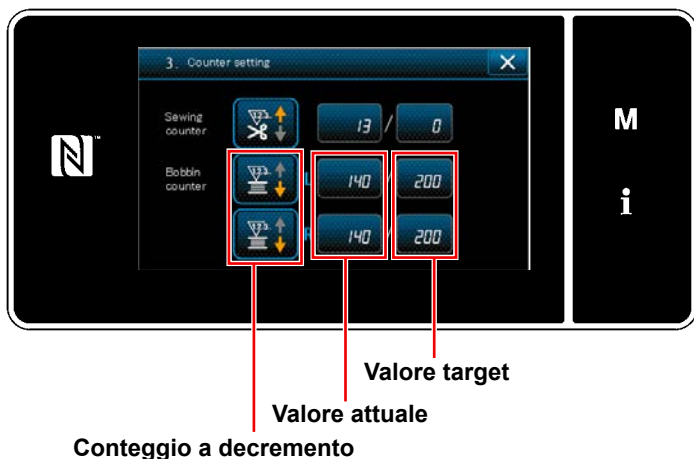 3. Counter setting
Sewing counter
13 / 0
M
Bobbin counter
L 140 / 200
i
R 140 / 200
Valore target
Valore attuale
Conteggio a decremento